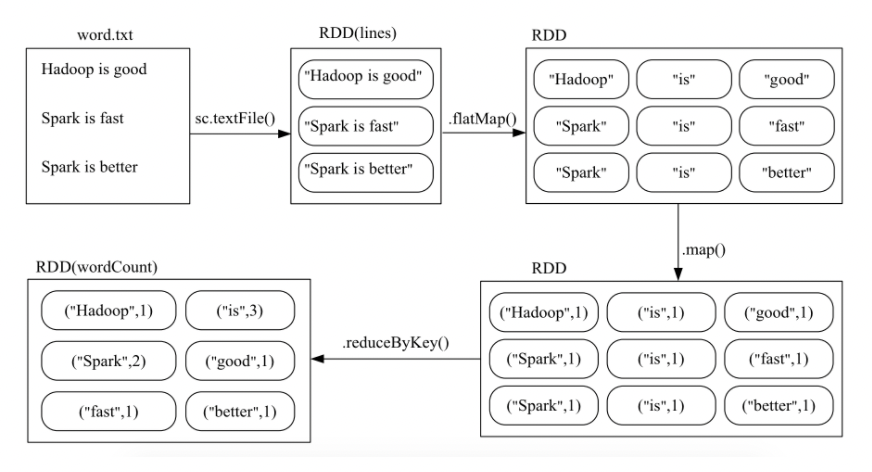 word.txt
Hadoop is good
Spark is fast
Spark is better
sc.textFile()
RDD(lines)
"Hadoop is good"
"Spark is fast"
"Spark is better"
.flatMap()
RDD
"Hadoop" "is" "good"
"Spark" "is" "fast"
"Spark" "is" "better"
.map()
RDD
("Hadoop",1) ("is",1) ("good",1)
("Spark",1) ("is",1) ("fast",1)
("Spark",1) ("is",1) ("better",1)
.reduceByKey()
RDD(wordCount)
("Hadoop",1) ("is",3)
("Spark",2) ("good",1)
("fast",1) ("better",1)